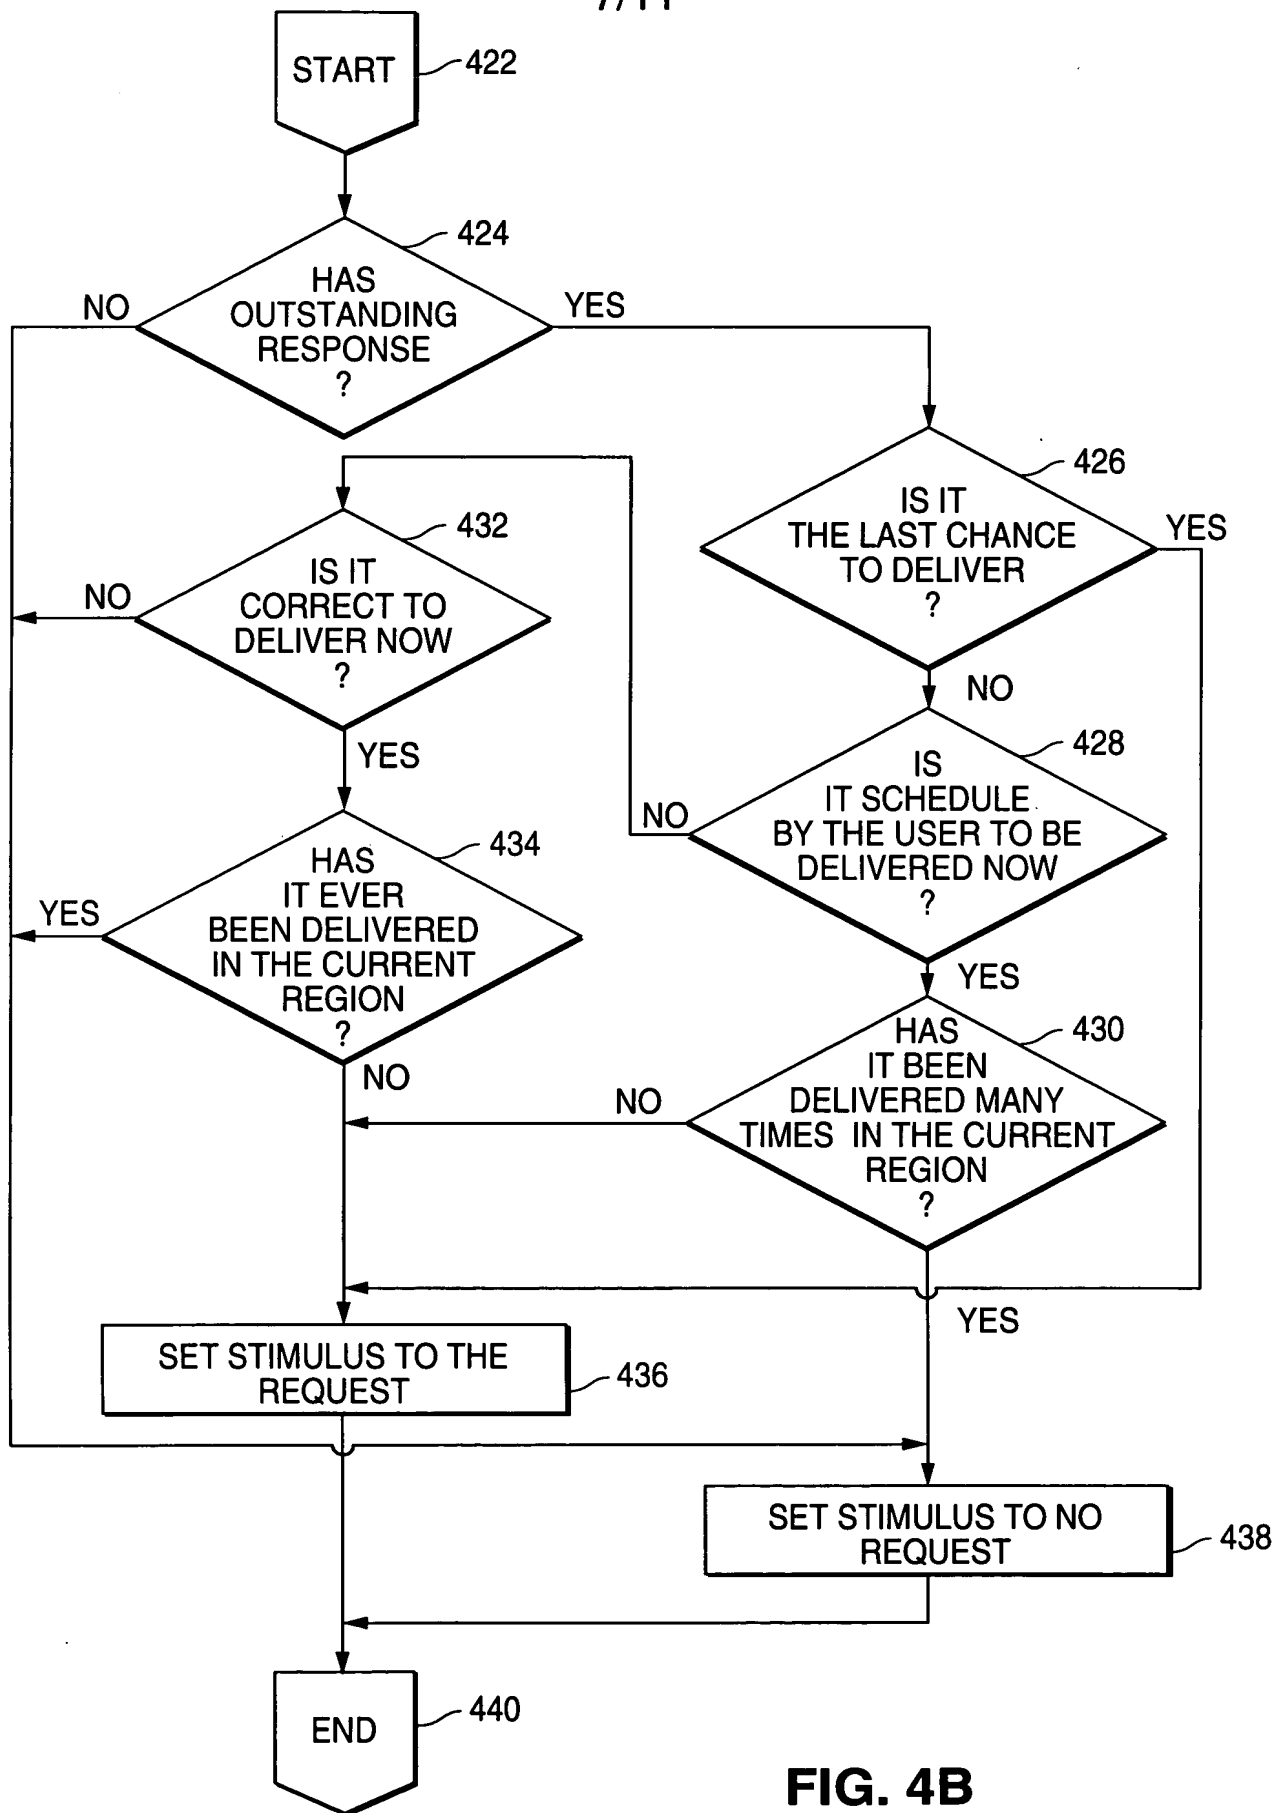 START
422
424
HAS
OUTSTANDING
RESPONSE
?
NO
YES
426
IS IT
THE LAST CHANCE
TO DELIVER
?
YES
NO
432
IS IT
CORRECT TO
DELIVER NOW
?
NO
YES
428
IS
IT SCHEDULE
BY THE USER TO BE
DELIVERED NOW
?
NO
YES
434
HAS
IT EVER
BEEN DELIVERED
IN THE CURRENT
REGION
?
YES
NO
430
HAS
IT BEEN
DELIVERED MANY
TIMES IN THE CURRENT
REGION
?
NO
YES
SET STIMULUS TO THE
REQUEST
436
SET STIMULUS TO NO
REQUEST
438
END
440
FIG. 4B